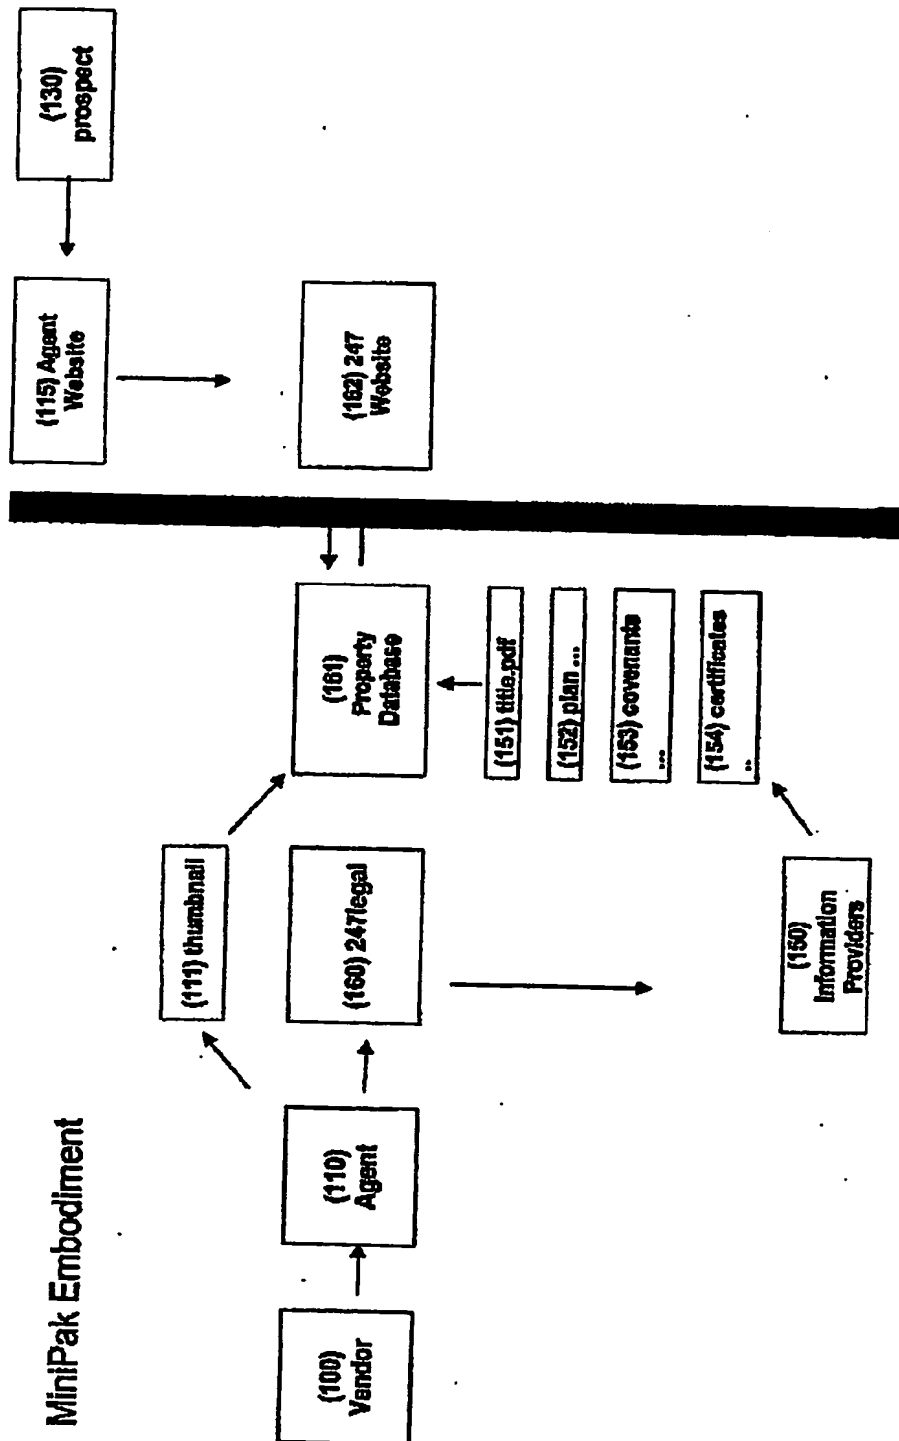 MiniPak Embodiment
(100)
Vendor
(110)
Agent
(111) thumbnail
(160) 247legal
(150)
Information
Providers
(161)
Property
Database
(151) title.pdf
(152) plan ...
(153) covenants
...
(154) certificates
..
(115) Agent
Website
(162) 247
Website
(130)
prospect